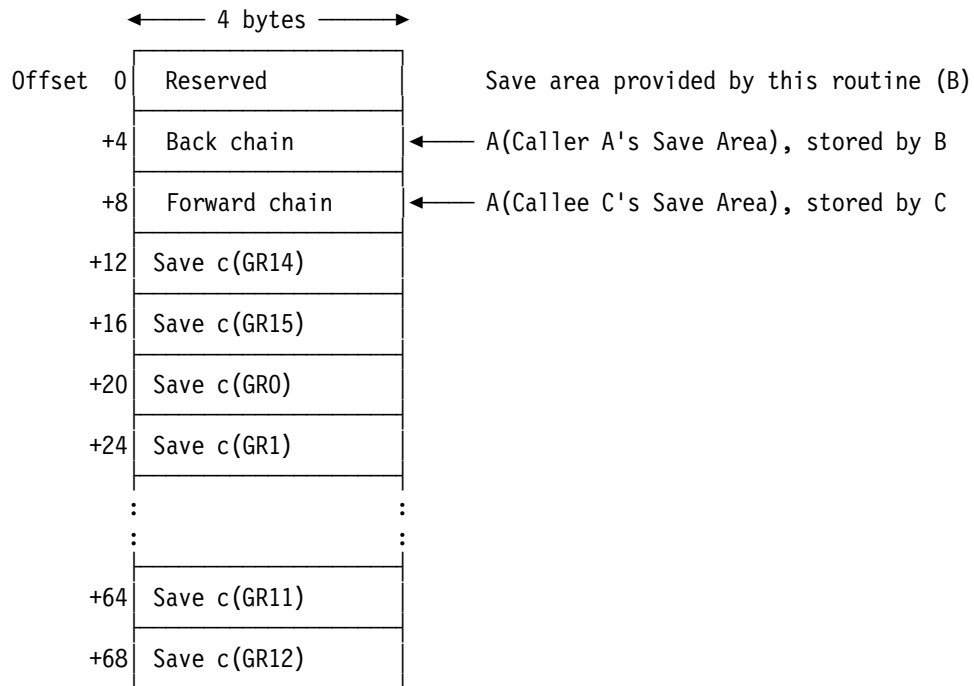 4 bytes
Offset 0 Reserved Save area provided by this routine (B)
+4 Back chain A(Caller A's Save Area), stored by B
+8 Forward chain A(Callee C's Save Area), stored by C
+12 Save c(GR14)
+16 Save c(GR15)
+20 Save c(GR0)
+24 Save c(GR1)
: :
: :
+64 Save c(GR11)
+68 Save c(GR12)